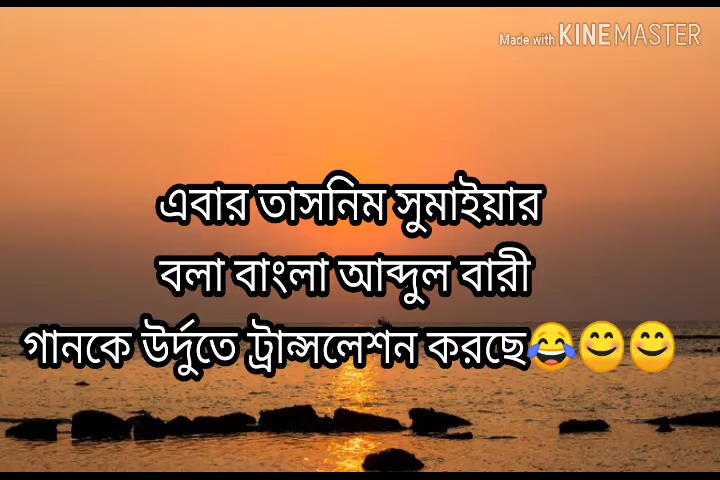 Made with KINEMASTER
এবার তাসনিম সুমাইয়ার
বলা বাংলা আব্দুল বারী
গানকে উর্দুতে ট্রান্সলেশন করছে😂😊😊